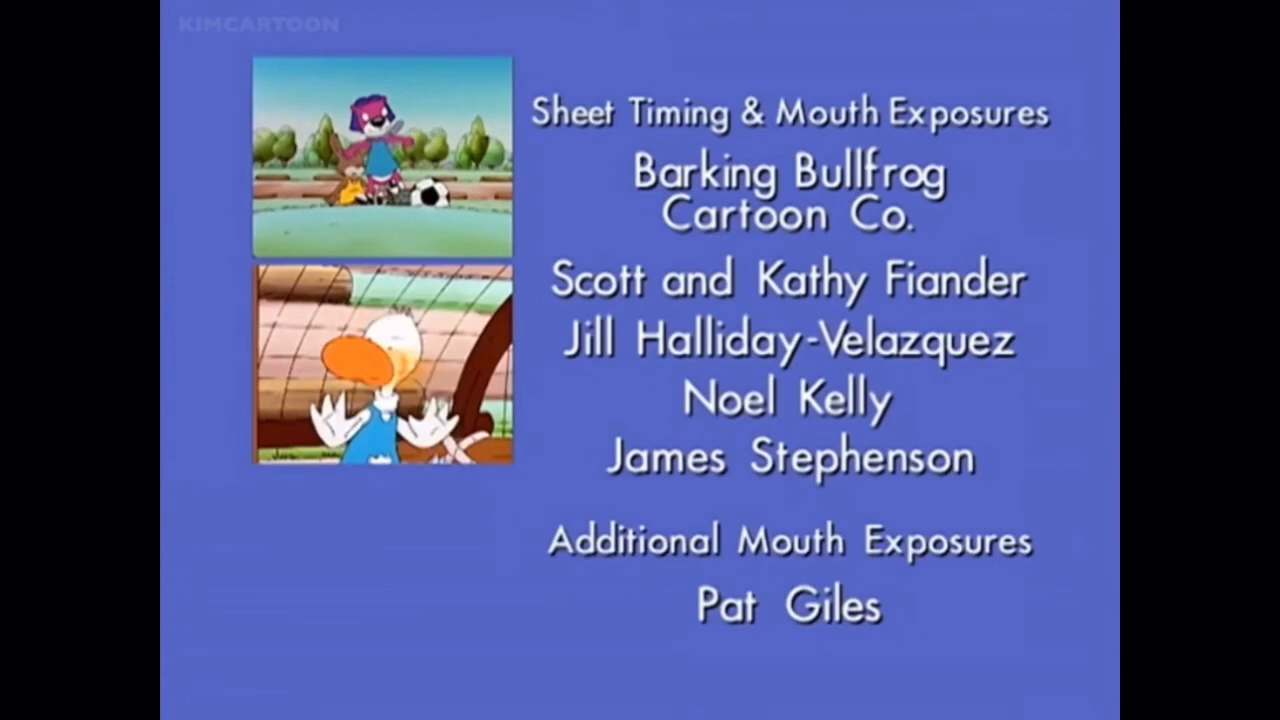 KIMCARTOON
Sheet Timing & Mouth Exposures
Barking Bullfrog
Cartoon Co.
Scott and Kathy Fiander
Jill Halliday-Velazquez
Noel Kelly
James Stephenson
Additional Mouth Exposures
Pat Giles